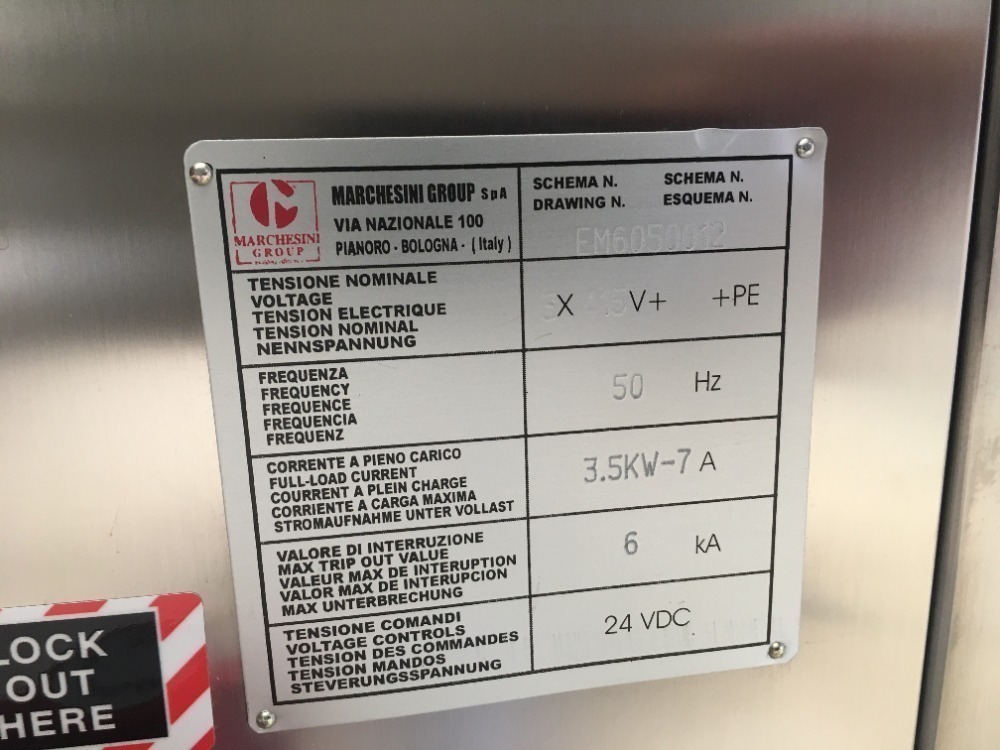 MARCHESINI
GROUP
MARCHESINI GROUP SpA
VIA NAZIONALE 100
PIANORO - BOLOGNA - ( Italy )
SCHEMA N. SCHEMA N.
DRAWING N. ESQUEMA N.
EM6050012
TENSIONE NOMINALE
VOLTAGE
TENSION ELECTRIQUE
TENSION NOMINAL
NENNSPANNUNG
X V+ +PE
FREQUENZA
FREQUENCY
FREQUENCE
FREQUENCIA
FREQUENZ
50 Hz
CORRENTE A PIENO CARICO
FULL-LOAD CURRENT
COURRENT A PLEIN CHARGE
CORRIENTE A CARGA MAXIMA
STROMAUFNAHME UNTER VOLLAST
3.5KW-7 A
VALORE DI INTERRUZIONE
MAX TRIP OUT VALUE
VALEUR MAX DE INTERUPTION
VALOR MAX DE INTERUPCION
MAX UNTERBRECHUNG
6 kA
TENSIONE COMANDI
VOLTAGE CONTROLS
TENSION DES COMMANDES
TENSION MANDOS
STEVERUNGSSPANNUNG
24 VDC
LOCK
OUT
HERE